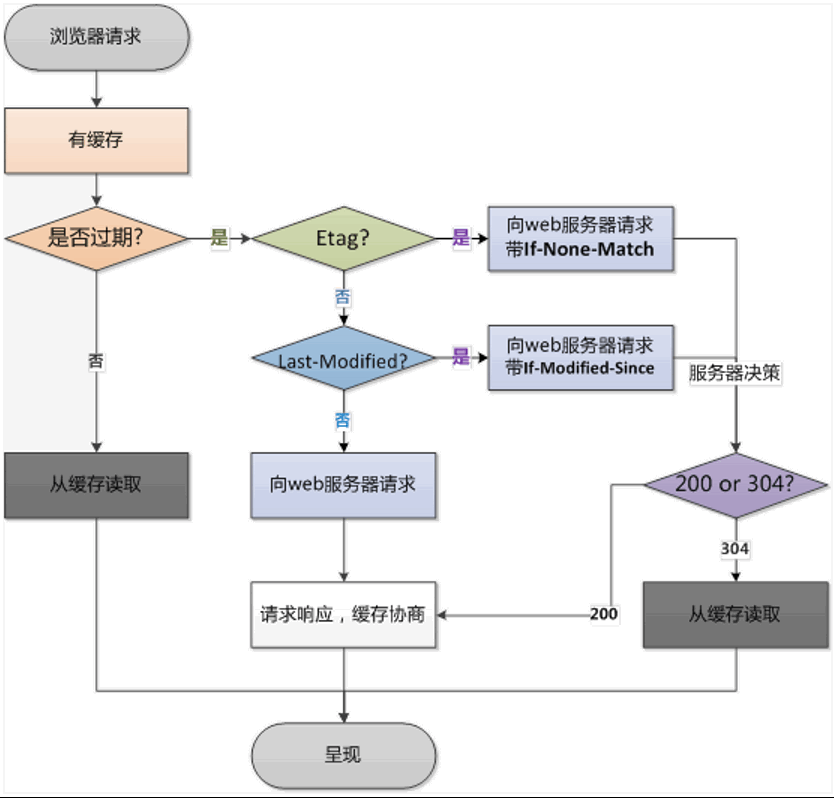 浏览器请求
有缓存
是否过期?
是
Etag?
是
向web服务器请求
带If-None-Match
否
否
Last-Modified?
是
向web服务器请求
带If-Modified-Since
服务器决策
否
从缓存读取
向web服务器请求
200 or 304?
304
请求响应，缓存协商
200
从缓存读取
呈现